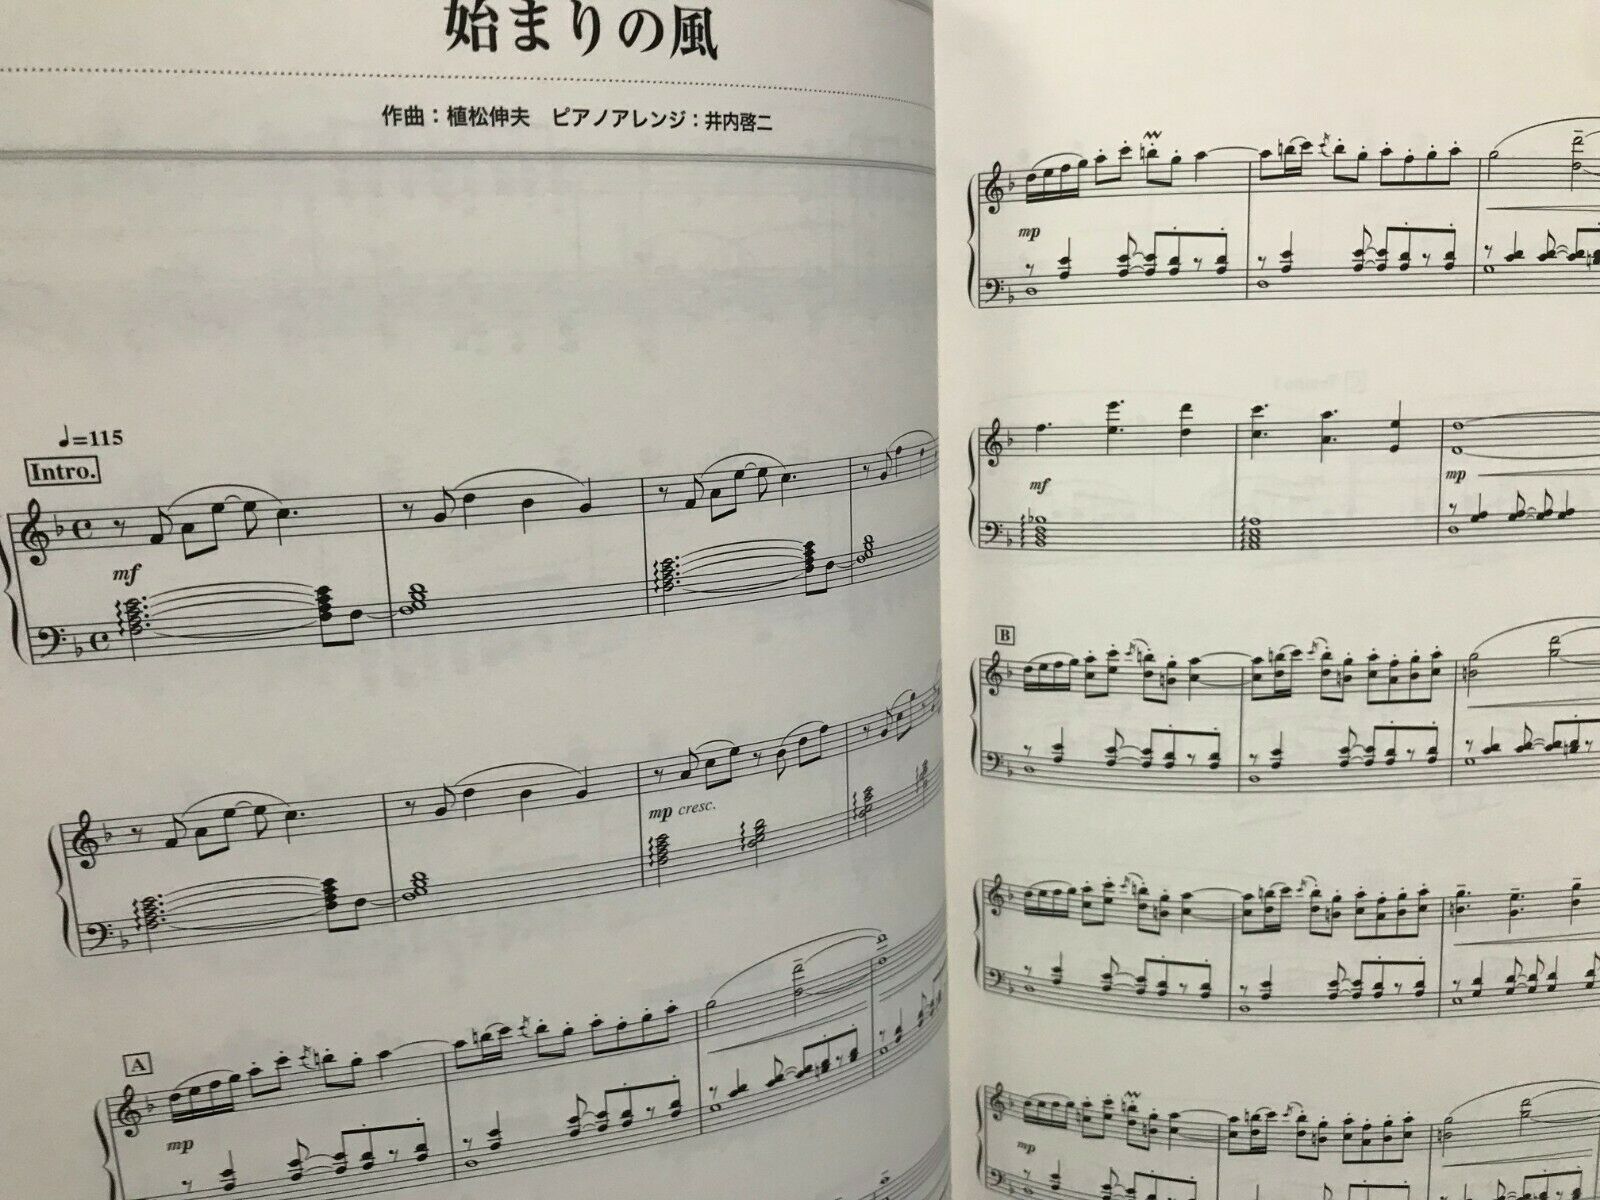 始まりの風
作曲：植松伸夫　ピアノアレンジ：井内啓二
♩=115
Intro.
mf
mp cresc.
A
mp
mp
mf
mp
B
mp